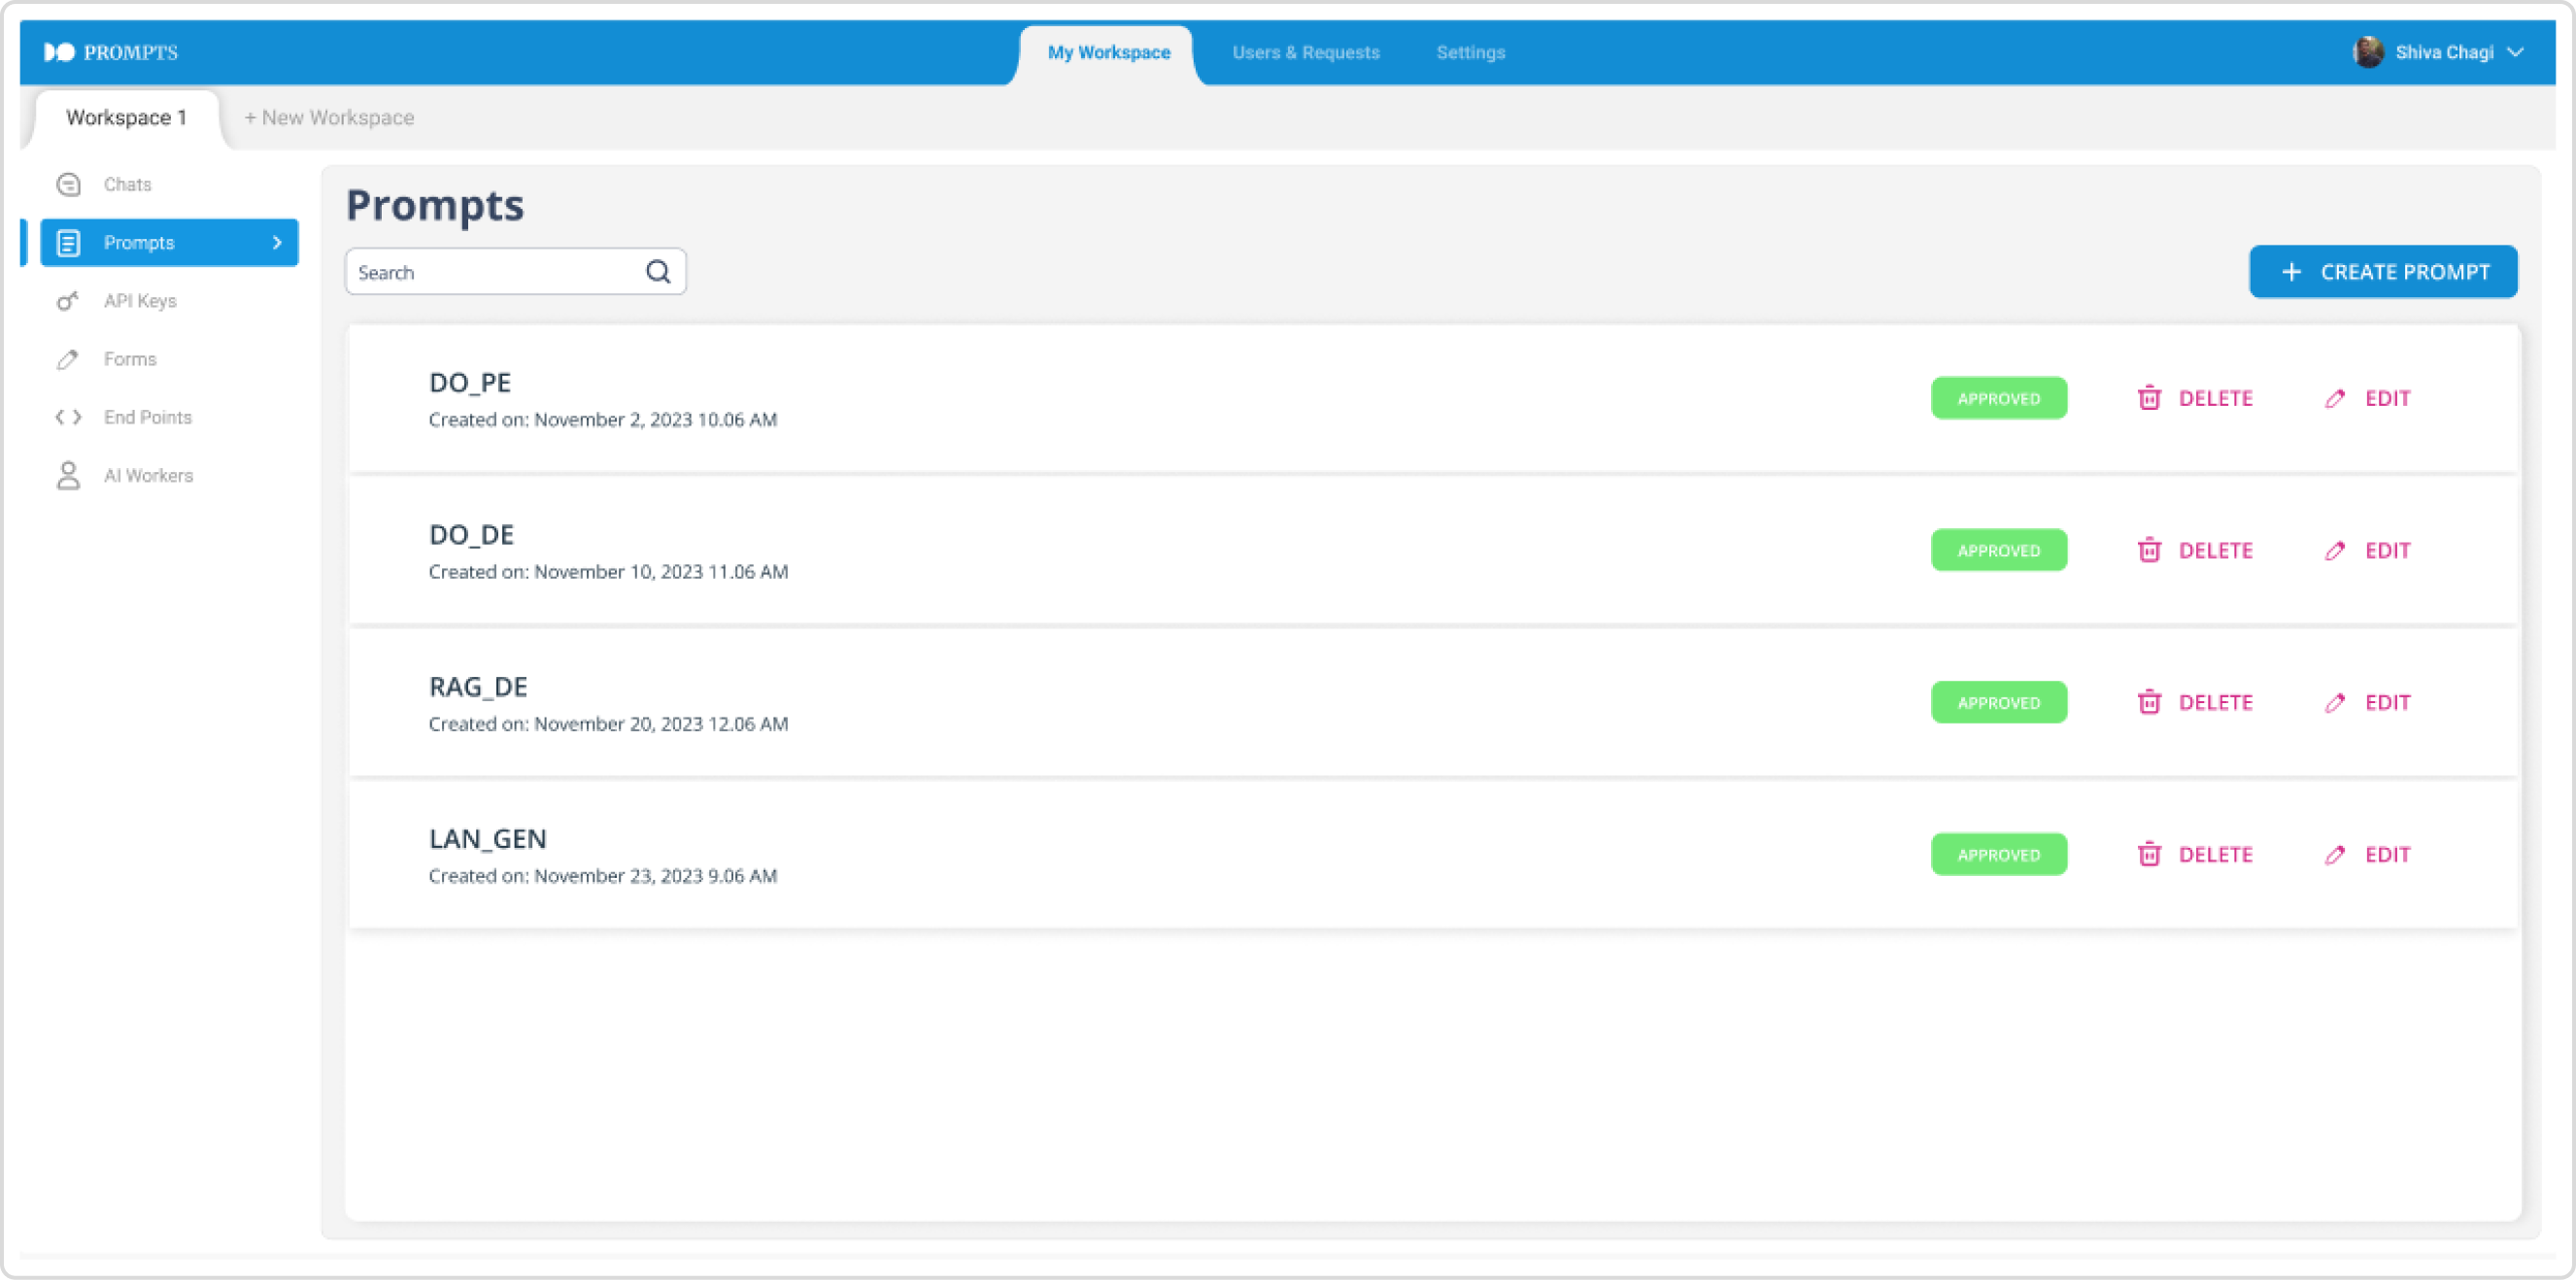 PROMPTS
My Workspace
Users & Requests
Settings
Shiva Chagi
Workspace 1
+ New Workspace
Chats
Prompts
API Keys
Forms
End Points
AI Workers
Prompts
Search
+ CREATE PROMPT
DO_PE
Created on: November 2, 2023 10.06 AM
APPROVED
DELETE
EDIT
DO_DE
Created on: November 10, 2023 11.06 AM
APPROVED
DELETE
EDIT
RAG_DE
Created on: November 20, 2023 12.06 AM
APPROVED
DELETE
EDIT
LAN_GEN
Created on: November 23, 2023 9.06 AM
APPROVED
DELETE
EDIT